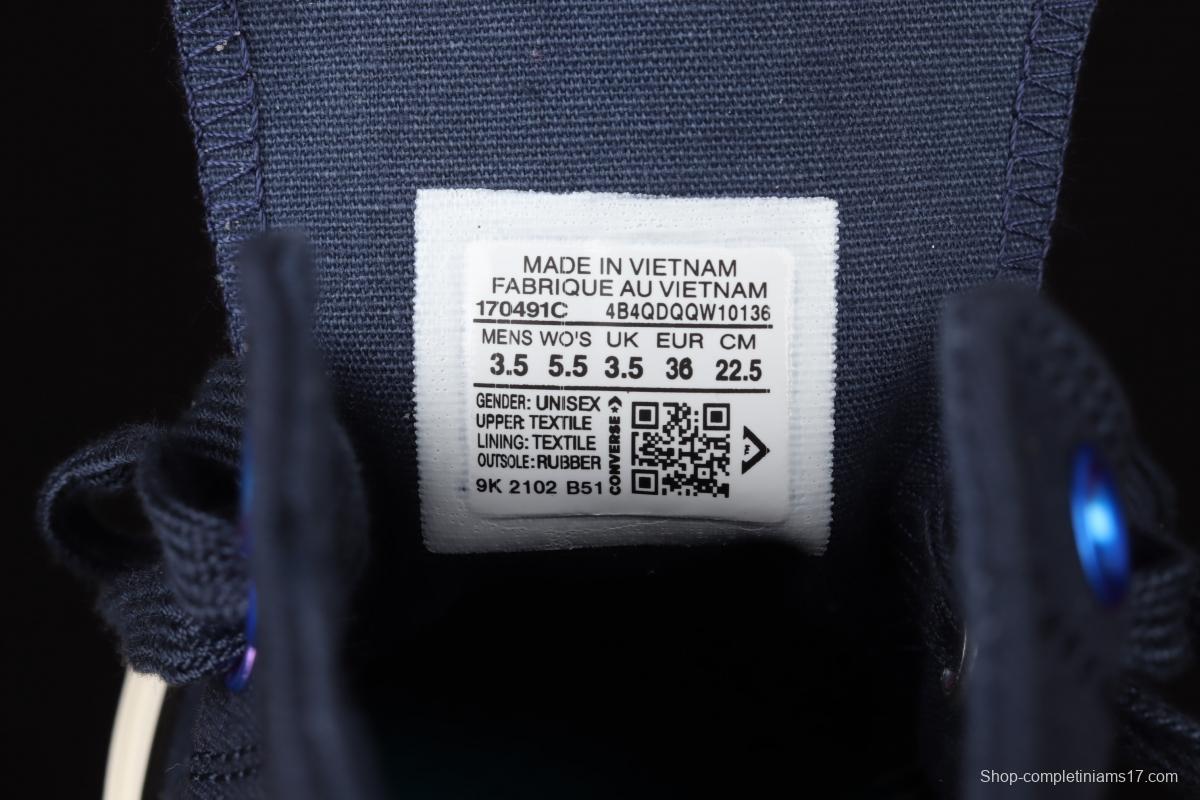 MADE IN VIETNAM
FABRIQUE AU VIETNAM
170491C 4B4QDQQW10136
MENS WO'S UK EUR CM
3.5 5.5 3.5 36 22.5
GENDER: UNISEX
UPPER: TEXTILE
LINING: TEXTILE
OUTSOLE: RUBBER
9K 2102 B51
CONVERSE
Shop-completiniams17.com